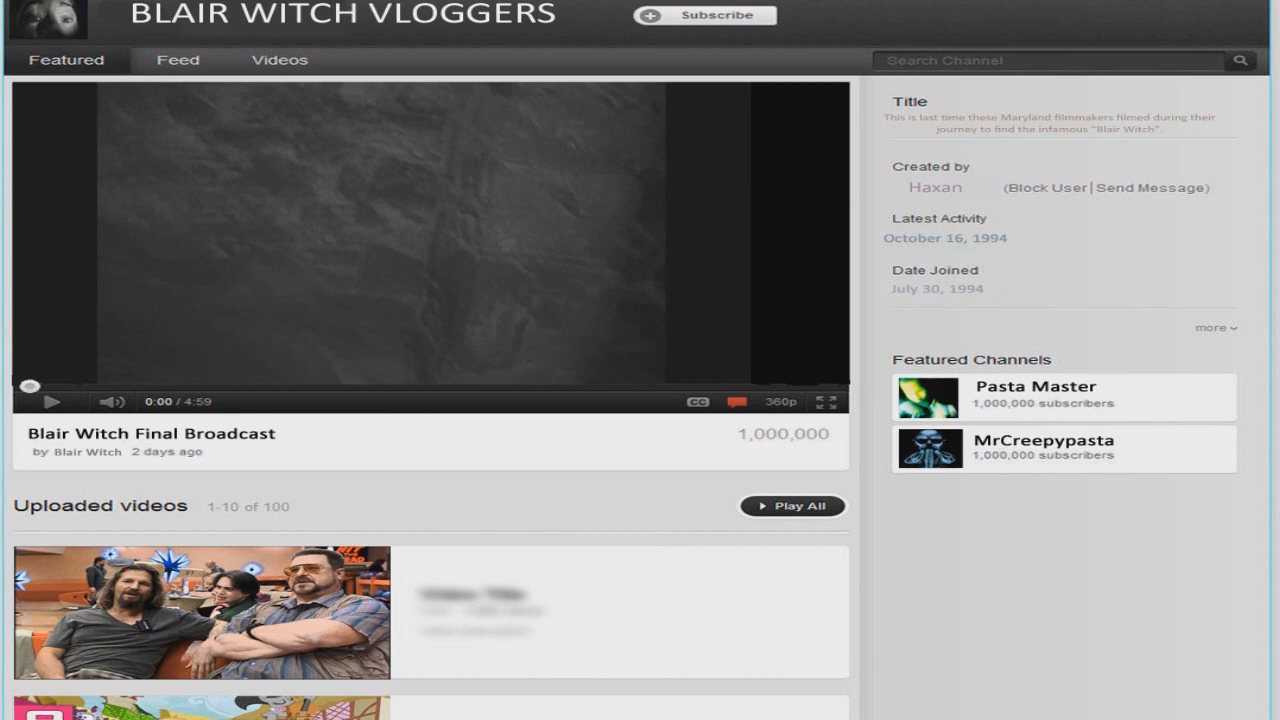 BLAIR WITCH VLOGGERS
Subscribe
Featured
Feed
Videos
Search Channel
Title
This is last time these Maryland filmmakers filmed during their
journey to find the infamous "Blair Witch".
Created by
Haxan
(Block User|Send Message)
Latest Activity
October 16, 1994
Date Joined
July 30, 1994
more
Featured Channels
Pasta Master
1,000,000 subscribers
MrCreepypasta
1,000,000 subscribers
0:00 / 4:59
CC
360p
Blair Witch Final Broadcast
1,000,000
by Blair Witch 2 days ago
Uploaded videos 1-10 of 100
Play All
Video Title